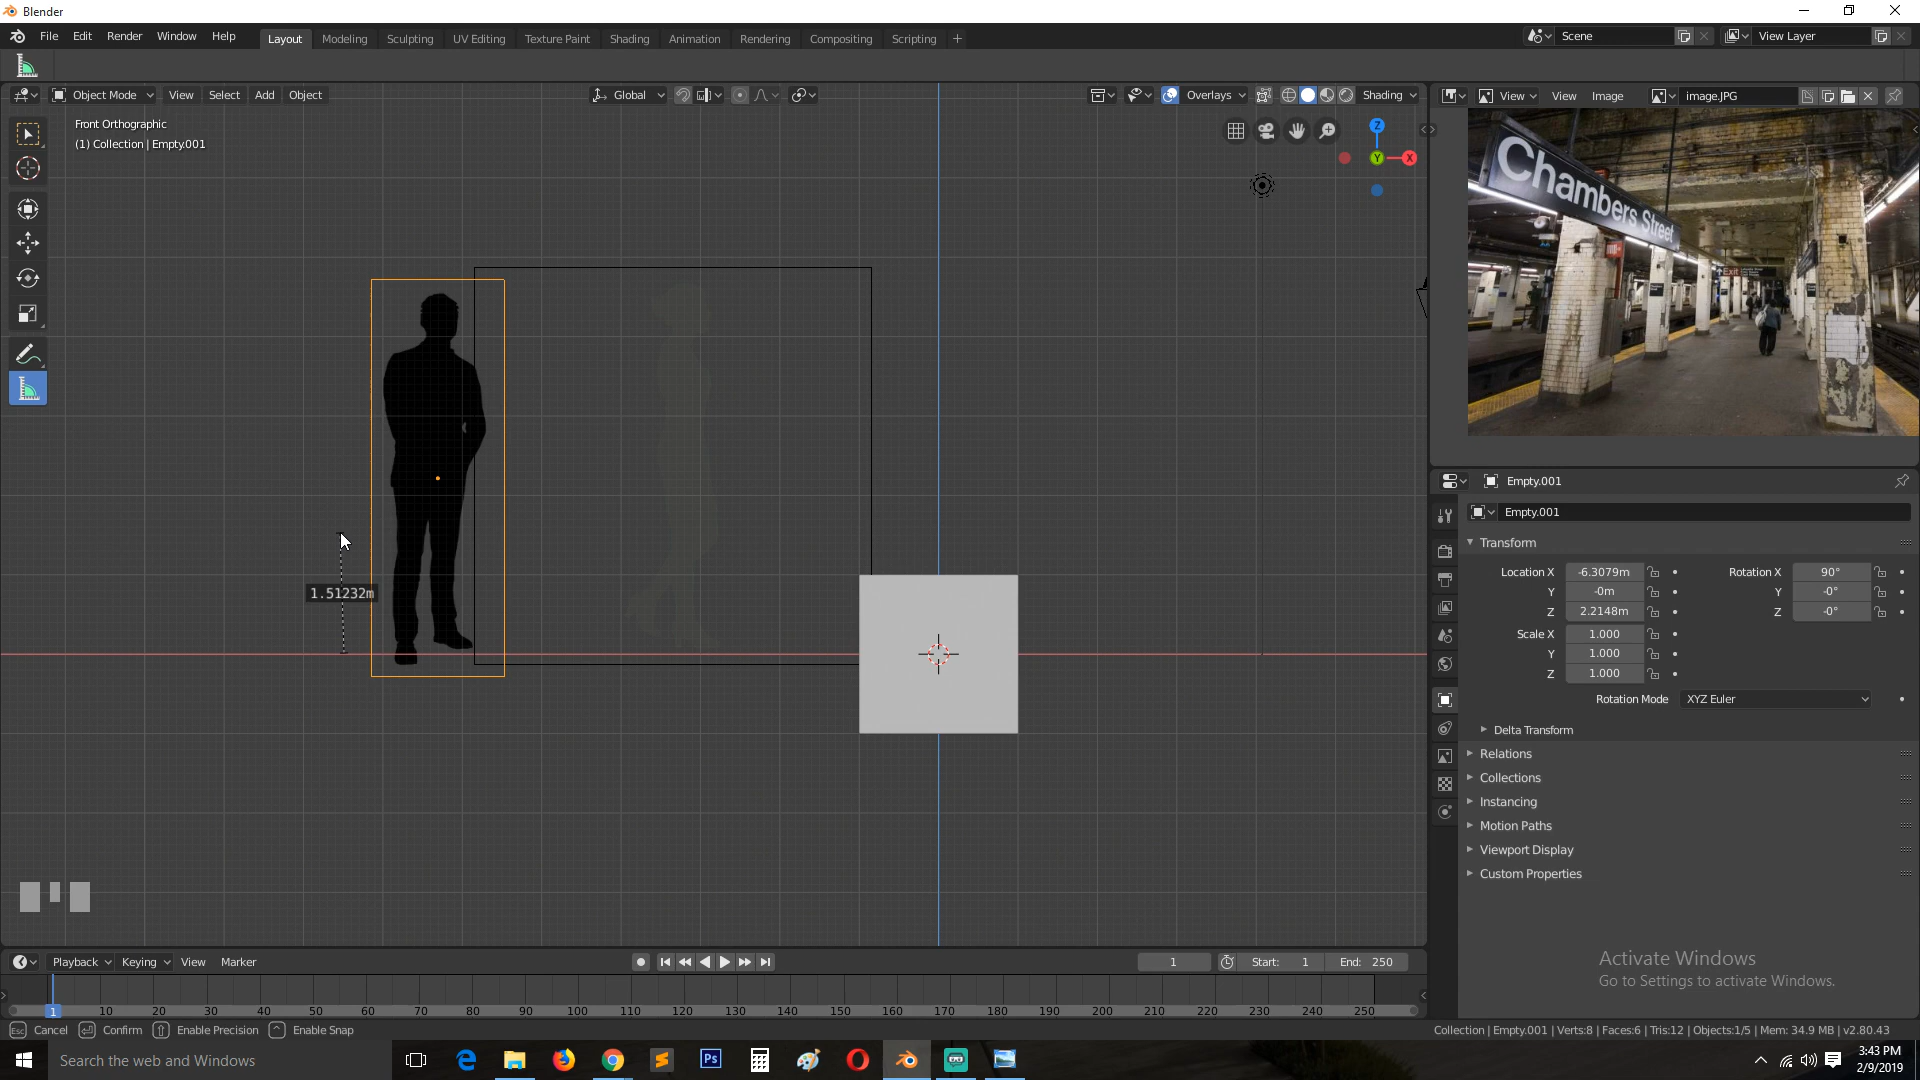 Blender
File Edit Render Window Help Layout Modeling Sculpting UV Editing Texture Paint Shading Animation Rendering Compositing Scripting Scene View Layer
Object Mode View Select Add Object Global Overlays Shading View View Image image.JPG
Front Orthographic
(1) Collection | Empty.001
Z
Y
X
Chambers Street
Exit
1.51232m
Empty.001
Empty.001
Transform
Location X -6.3079m Rotation X 90°
Y -0m Y -0°
Z 2.2148m Z -0°
Scale X 1.000
Y 1.000
Z 1.000
Rotation Mode XYZ Euler
Delta Transform
Relations
Collections
Instancing
Motion Paths
Viewport Display
Custom Properties
Activate Windows
Go to Settings to activate Windows.
Playback Keying View Marker 1 Start: 1 End: 250
1 10 20 30 40 50 60 70 80 90 100 110 120 130 140 150 160 170 180 190 200 210 220 230 240 250
Esc Cancel Confirm Enable Precision Enable Snap Collection | Empty.001 | Verts:8 | Faces:6 | Tris:12 | Objects:1/5 | Mem: 34.9 MB | v2.80.43
Search the web and Windows Ps 3:43 PM
2/9/2019